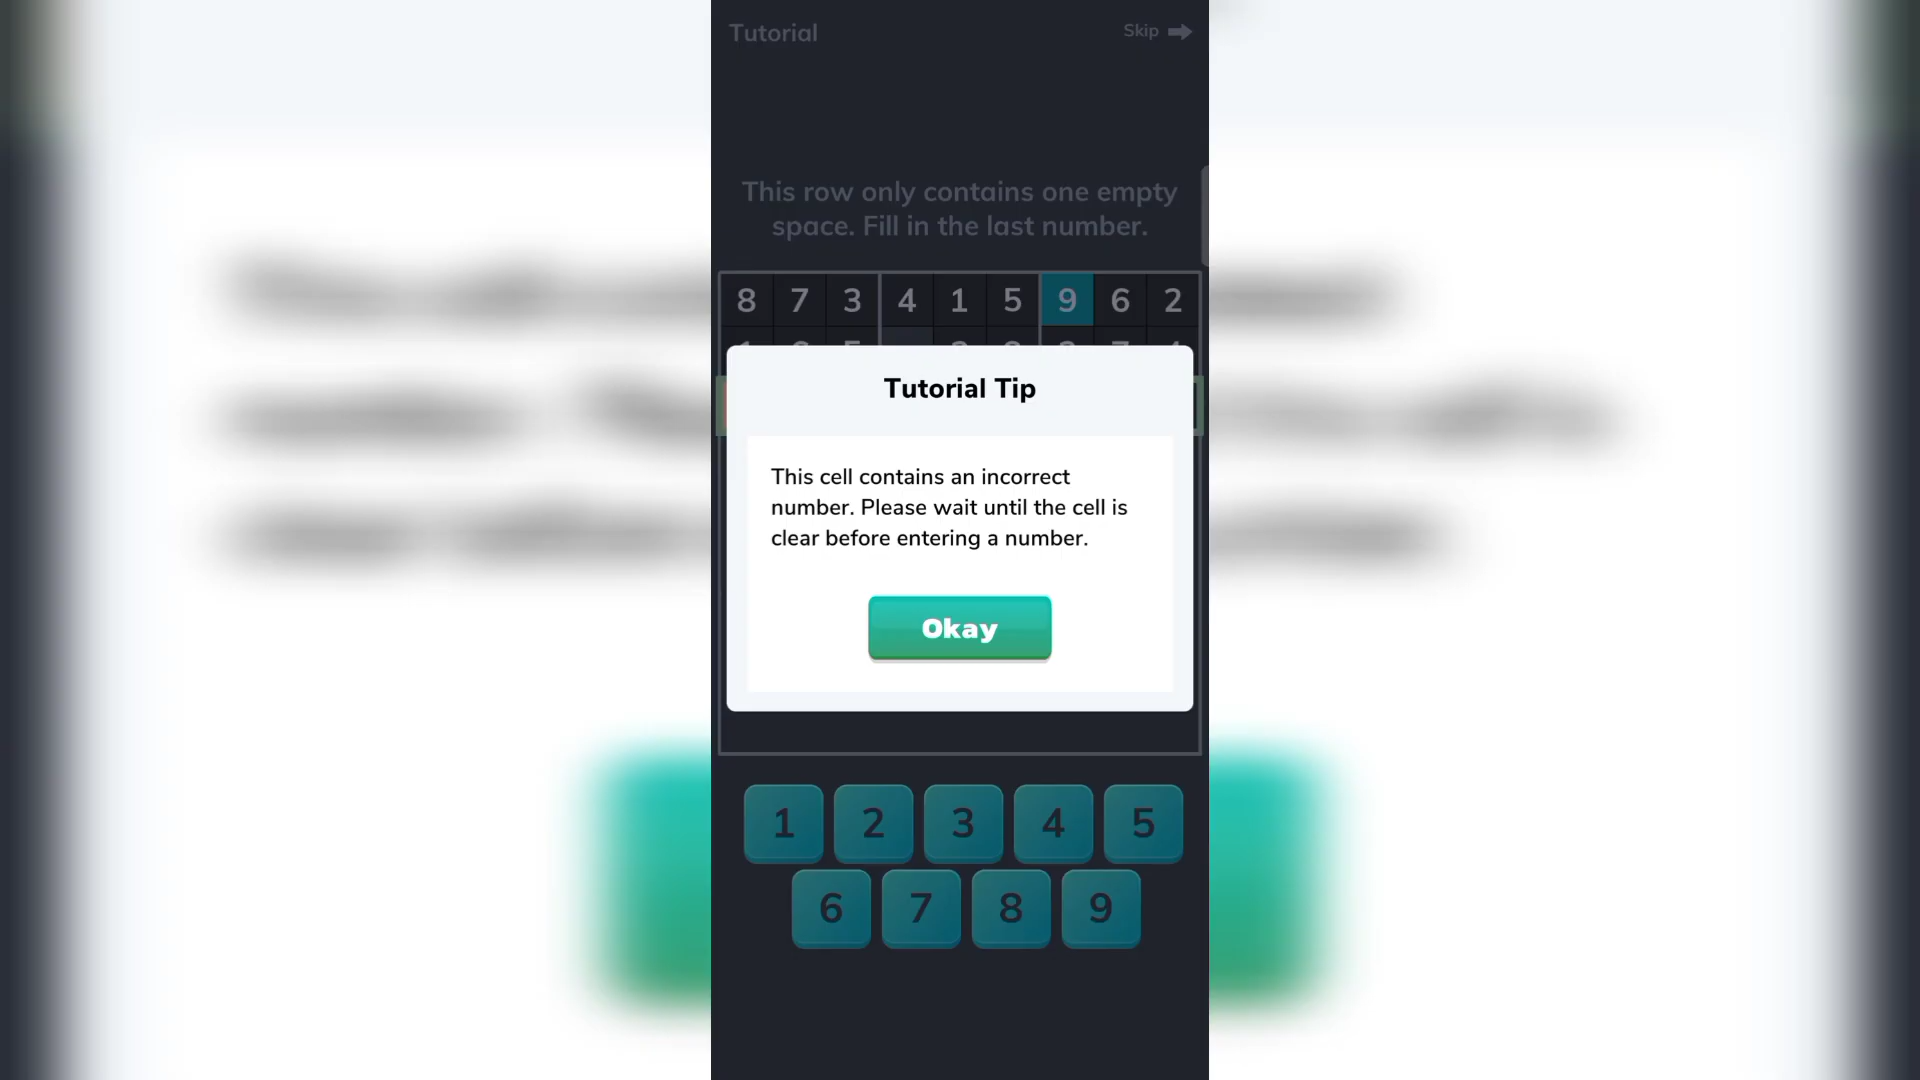 Tutorial
Skip
This row only contains one empty
space. Fill in the last number.
8 7 3 4 1 5 9 6 2
Tutorial Tip
This cell contains an incorrect
number. Please wait until the cell is
clear before entering a number.
Okay
1 2 3 4 5
6 7 8 9